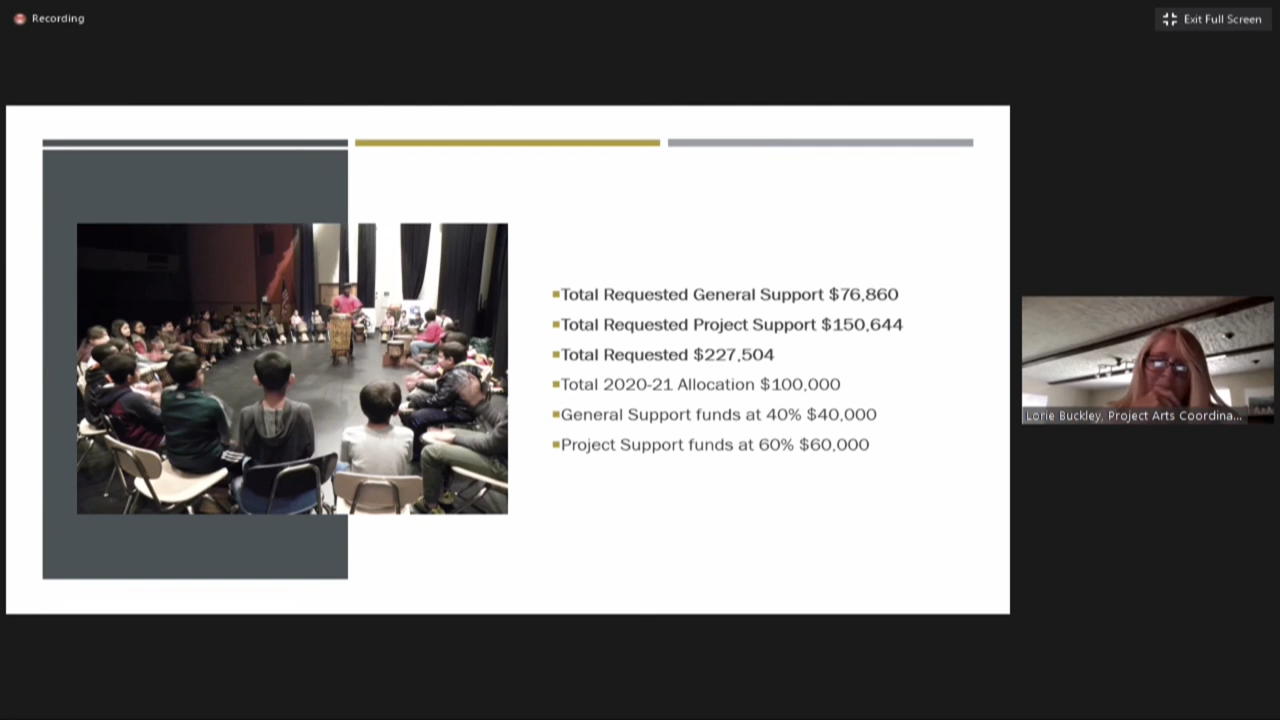 Recording
Exit Full Screen
Total Requested General Support $76,860
Total Requested Project Support $150,644
Total Requested $227,504
Total 2020-21 Allocation $100,000
General Support funds at 40% $40,000
Project Support funds at 60% $60,000
Lorie Buckley, Project Arts Coordina...